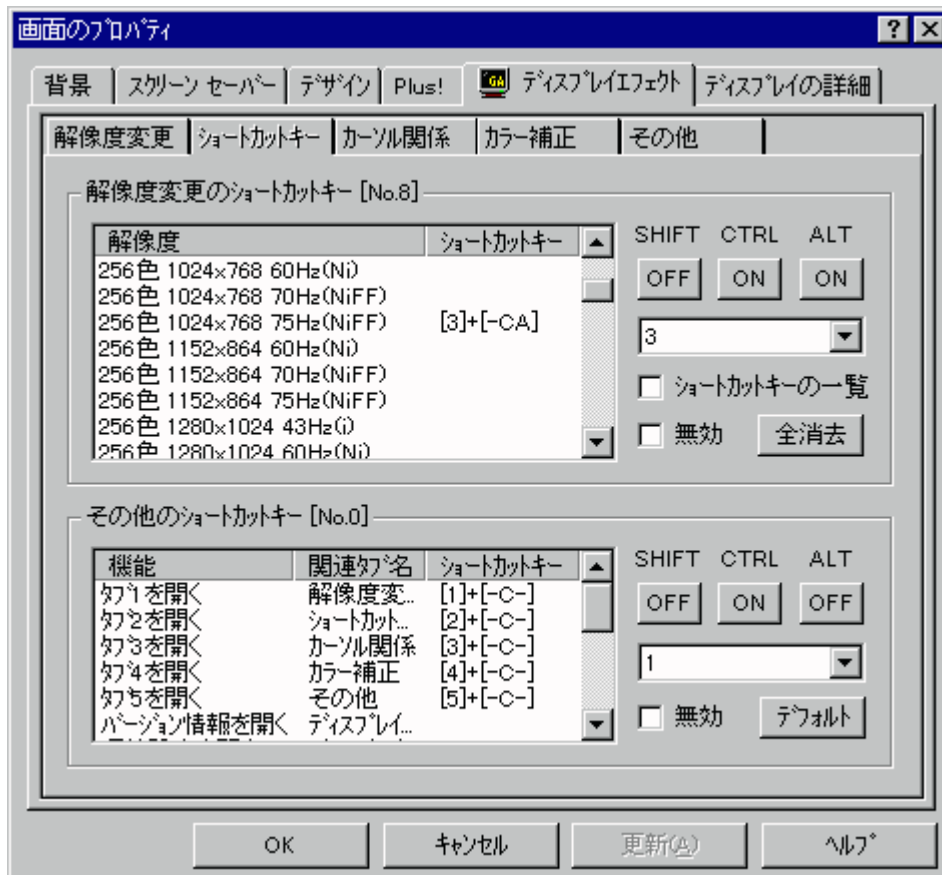 画面のプロパティ
背景 スクリーン セーバー デザイン Plus! ディスプレイエフェクト ディスプレイの詳細
解像度変更 ショートカットキー カーソル関係 カラー補正 その他
解像度変更のショートカットキー [No.8]
解像度 ショートカットキー
256色 1024x768 60Hz(Ni)
256色 1024x768 70Hz(NiFF)
256色 1024x768 75Hz(NiFF) [3]+[-CA]
256色 1152x864 60Hz(Ni)
256色 1152x864 70Hz(NiFF)
256色 1152x864 75Hz(NiFF)
256色 1280x1024 43Hz(i)
256色 1280x1024 60Hz(Ni)
SHIFT CTRL ALT
OFF ON ON
3
ショートカットキーの一覧
無効 全消去
その他のショートカットキー [No.0]
機能 関連タブ名 ショートカットキー
タブ1を開く 解像度変... [1]+[-C-]
タブ2を開く ショートカット... [2]+[-C-]
タブ3を開く カーソル関係 [3]+[-C-]
タブ4を開く カラー補正 [4]+[-C-]
タブ5を開く その他 [5]+[-C-]
バージョン情報を開く ディスプレイ...
SHIFT CTRL ALT
OFF ON OFF
1
無効 デフォルト
OK キャンセル 更新(A) ヘルプ